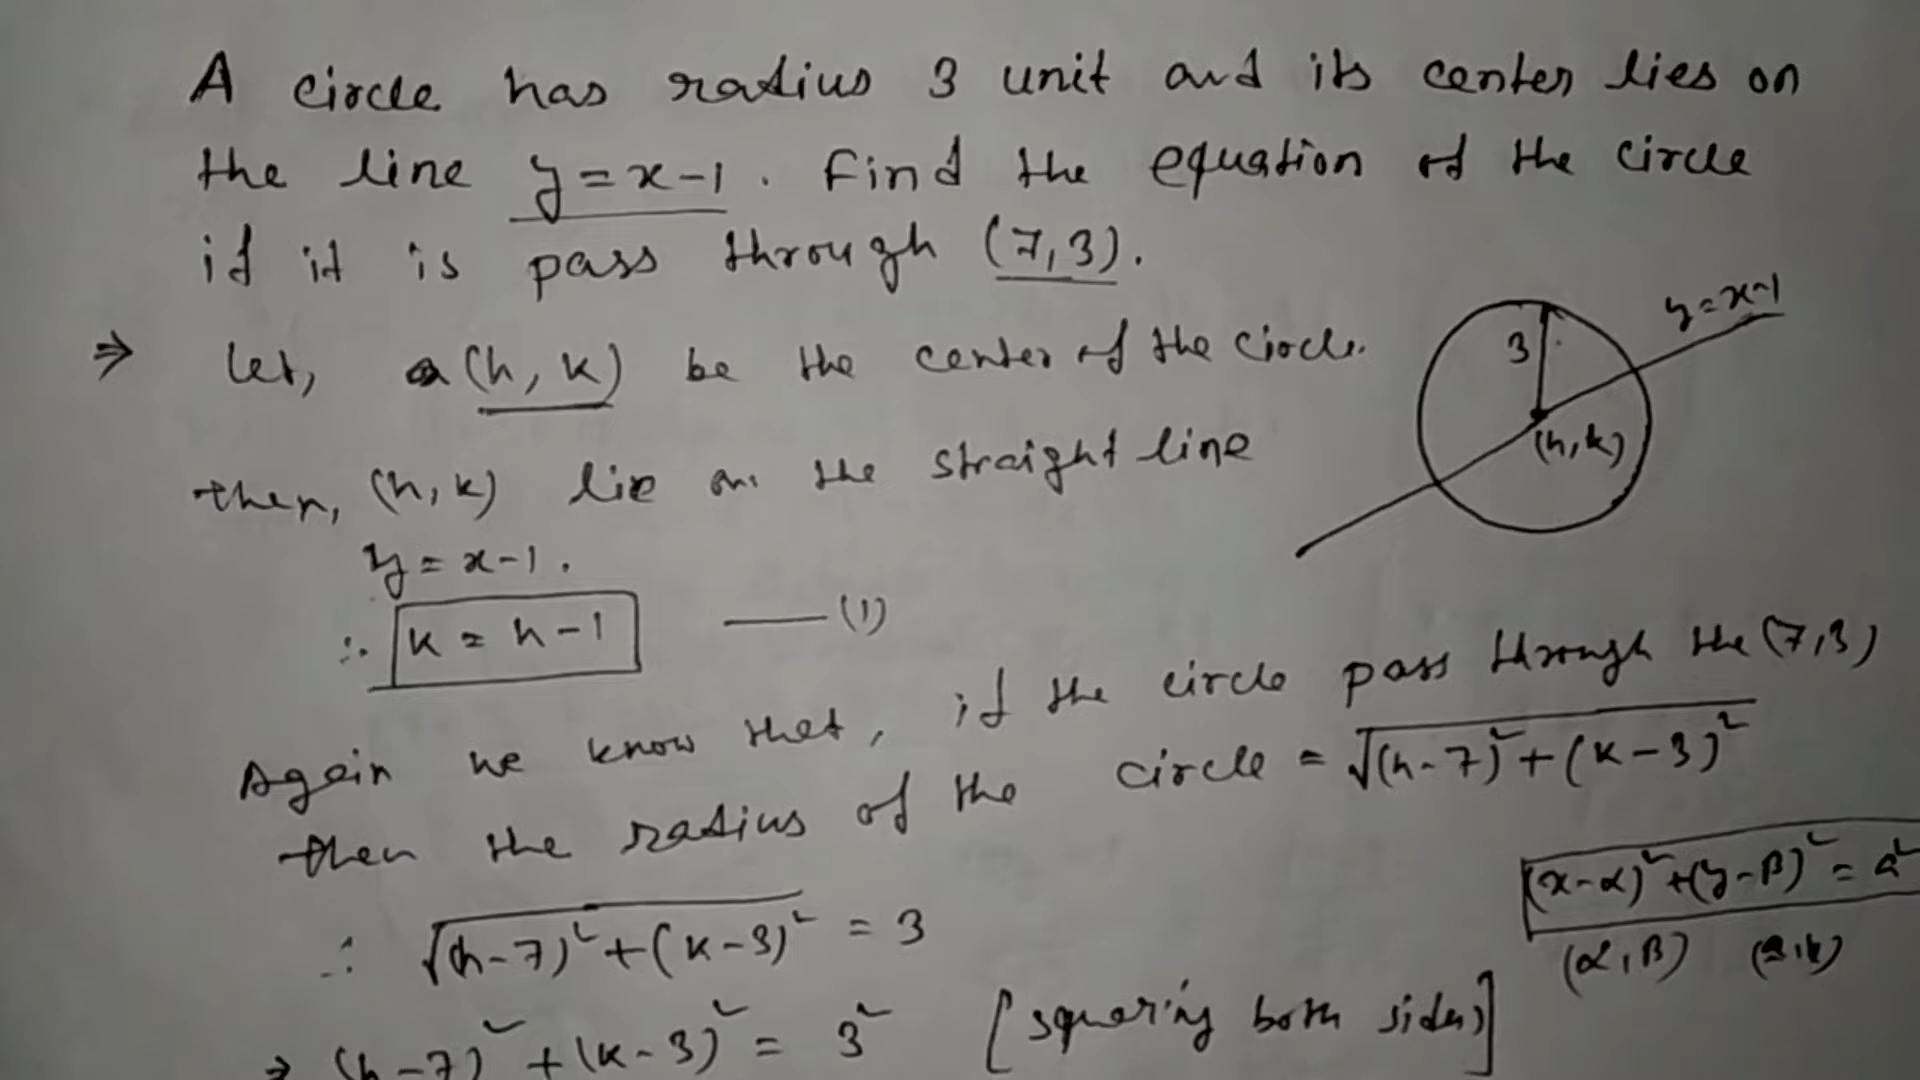 A circle has radius 3 unit and its center lies on
the line y=x-1. Find the equation of the circle
if it is pass through (7,3).
⇒ Let, (h, k) be the center of the circle.
3
y=x-1
(h,k)
then, (h,k) lie on the straight line
y=x-1.
∴ k=h-1 —(1)
Again we know that, if the circle pass through the (7,3)
then the radius of the circle = √(h-7)²+(k-3)²
∴ √(h-7)²+(k-3)² = 3
(x-α)²+(y-β)²=a²
(α,β)
⇒ (h-7)²+(k-3)² = 3² [squaring both sides]